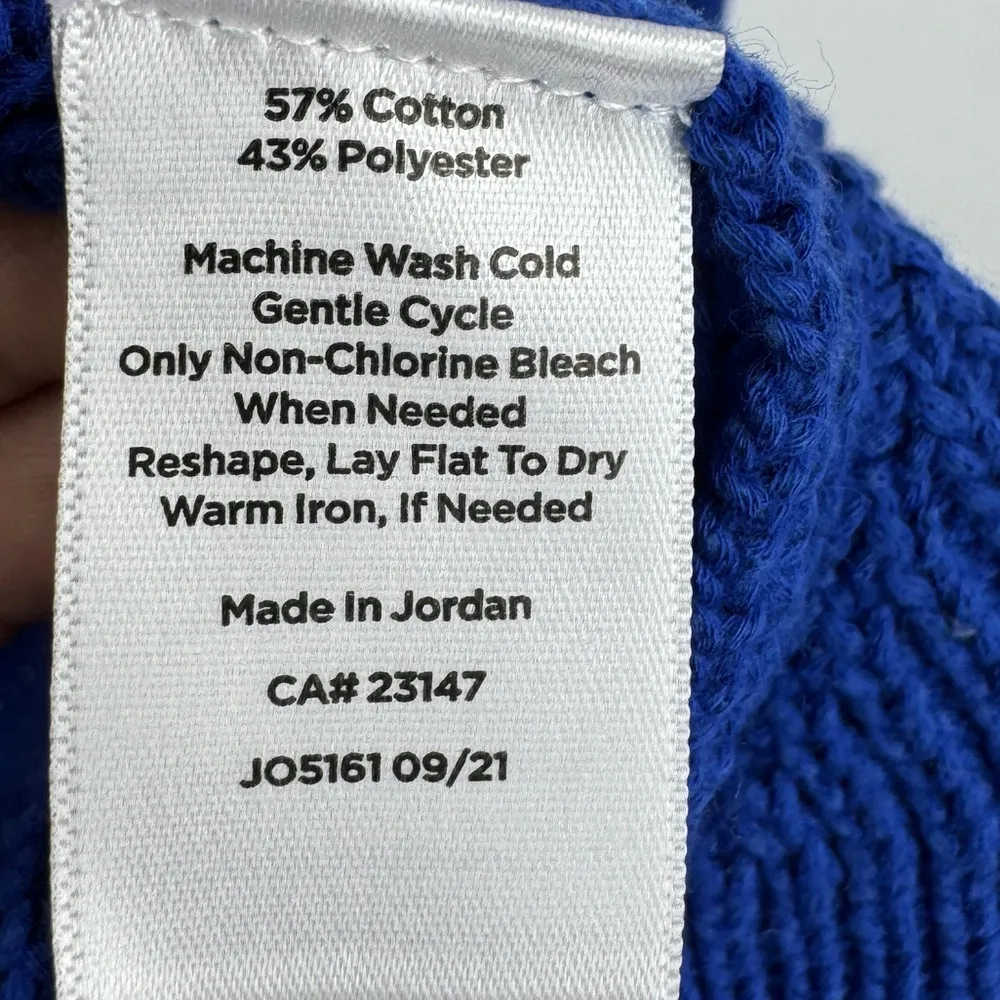 57% Cotton
43% Polyester
Machine Wash Cold
Gentle Cycle
Only Non-Chlorine Bleach
When Needed
Reshape, Lay Flat To Dry
Warm Iron, If Needed
Made In Jordan
CA# 23147
JO5161 09/21